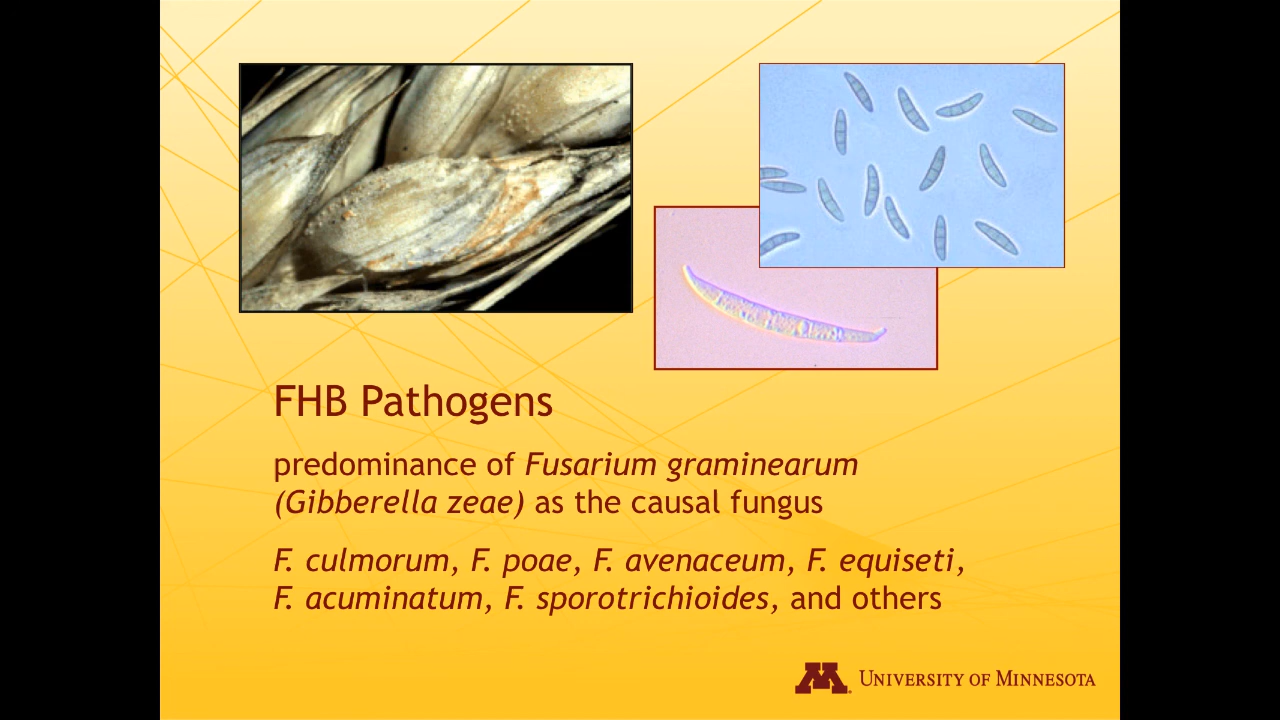 FHB Pathogens
predominance of Fusarium graminearum
(Gibberella zeae) as the causal fungus
F. culmorum, F. poae, F. avenaceum, F. equiseti,
F. acuminatum, F. sporotrichioides, and others
M University of Minnesota